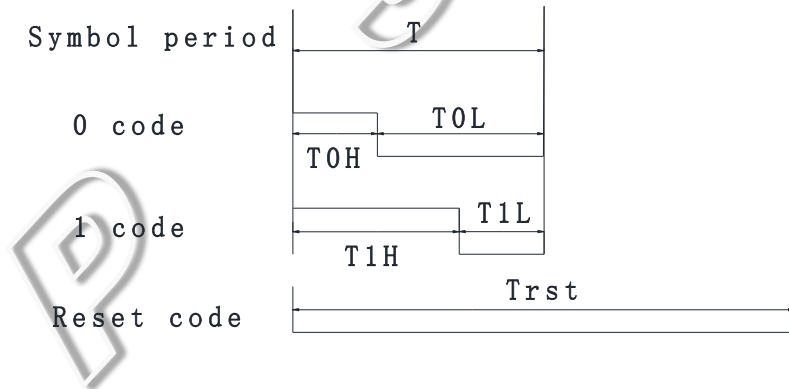 Symbol period
T
0 code
T0H
T0L
1 code
T1H
T1L
Reset code
Trst